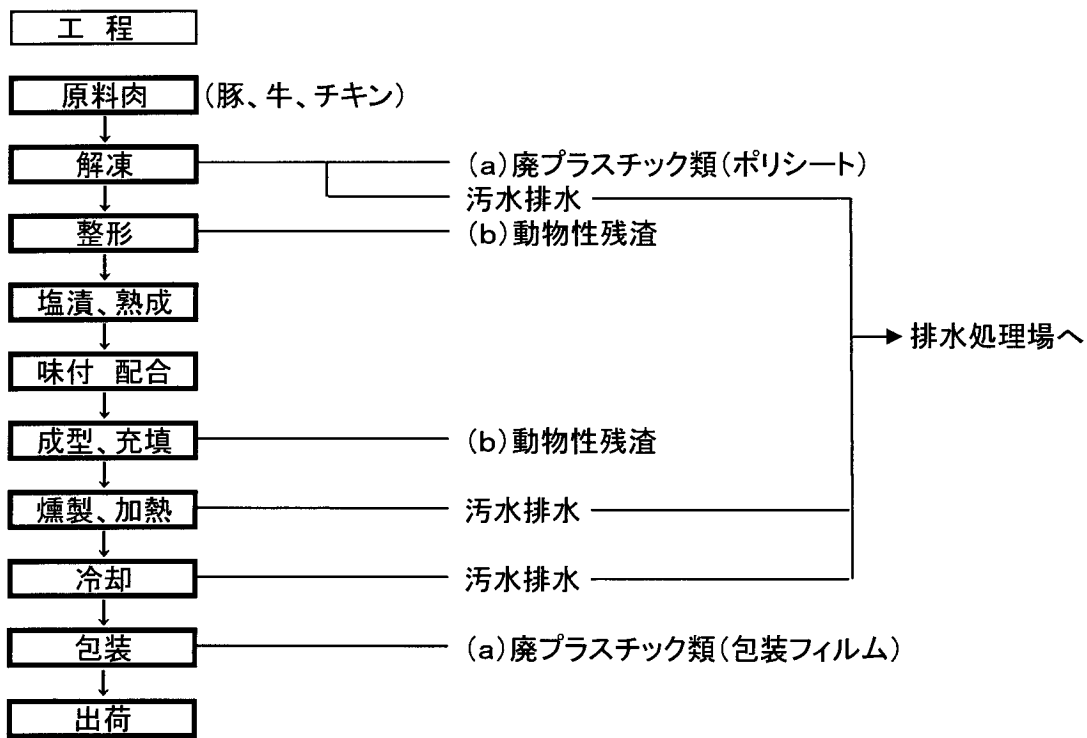 工 程
原料肉 (豚、牛、チキン)
解凍 (a)廃プラスチック類(ポリシート)
汚水排水
整形 (b)動物性残渣
塩漬、熟成
排水処理場へ
味付 配合
成型、充填 (b)動物性残渣
燻製、加熱 汚水排水
冷却 汚水排水
包装 (a)廃プラスチック類(包装フィルム)
出荷